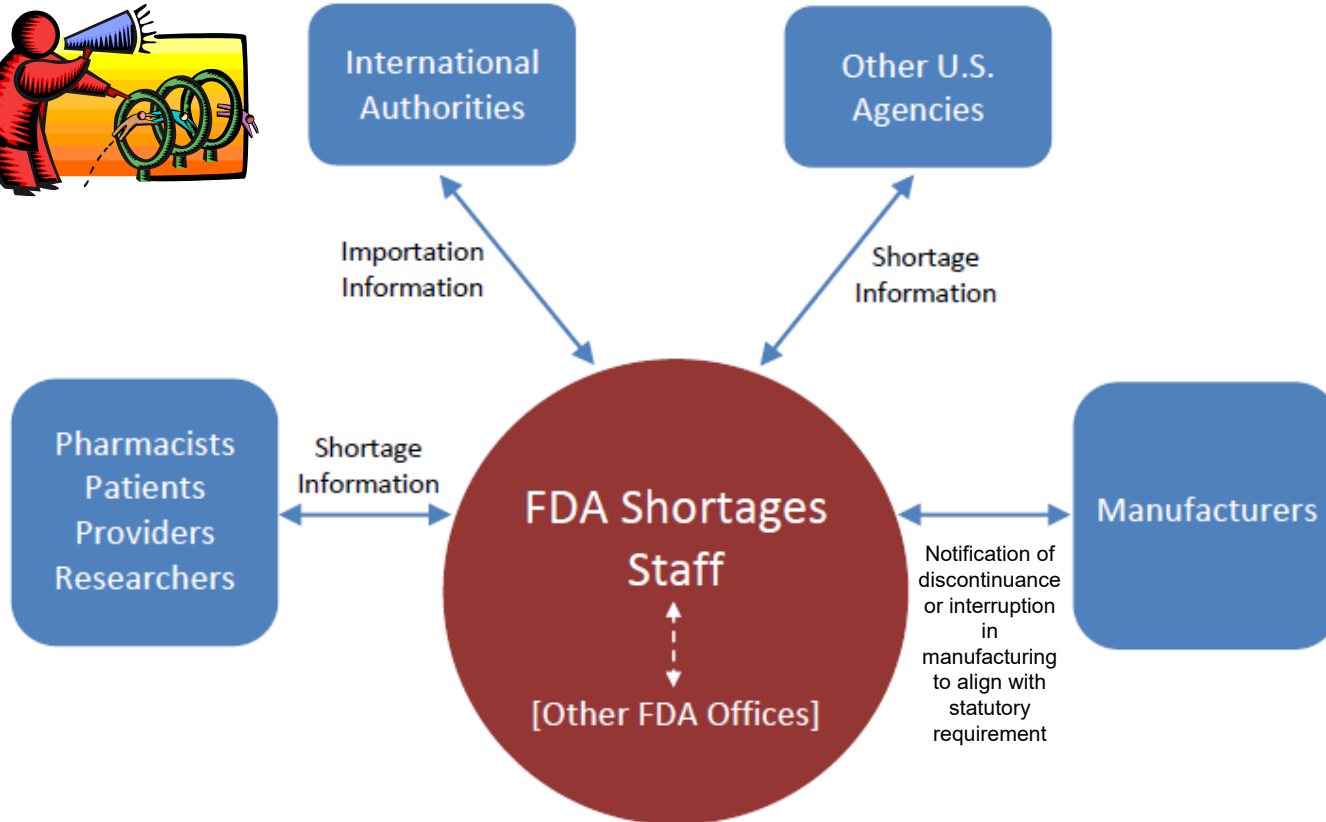 International
Authorities
Other U.S.
Agencies
Importation
Information
Shortage
Information
Pharmacists
Patients
Providers
Researchers
Shortage
Information
FDA Shortages
Staff
[Other FDA Offices]
Manufacturers
Notification of
discontinuance
or interruption
in
manufacturing
to align with
statutory
requirement